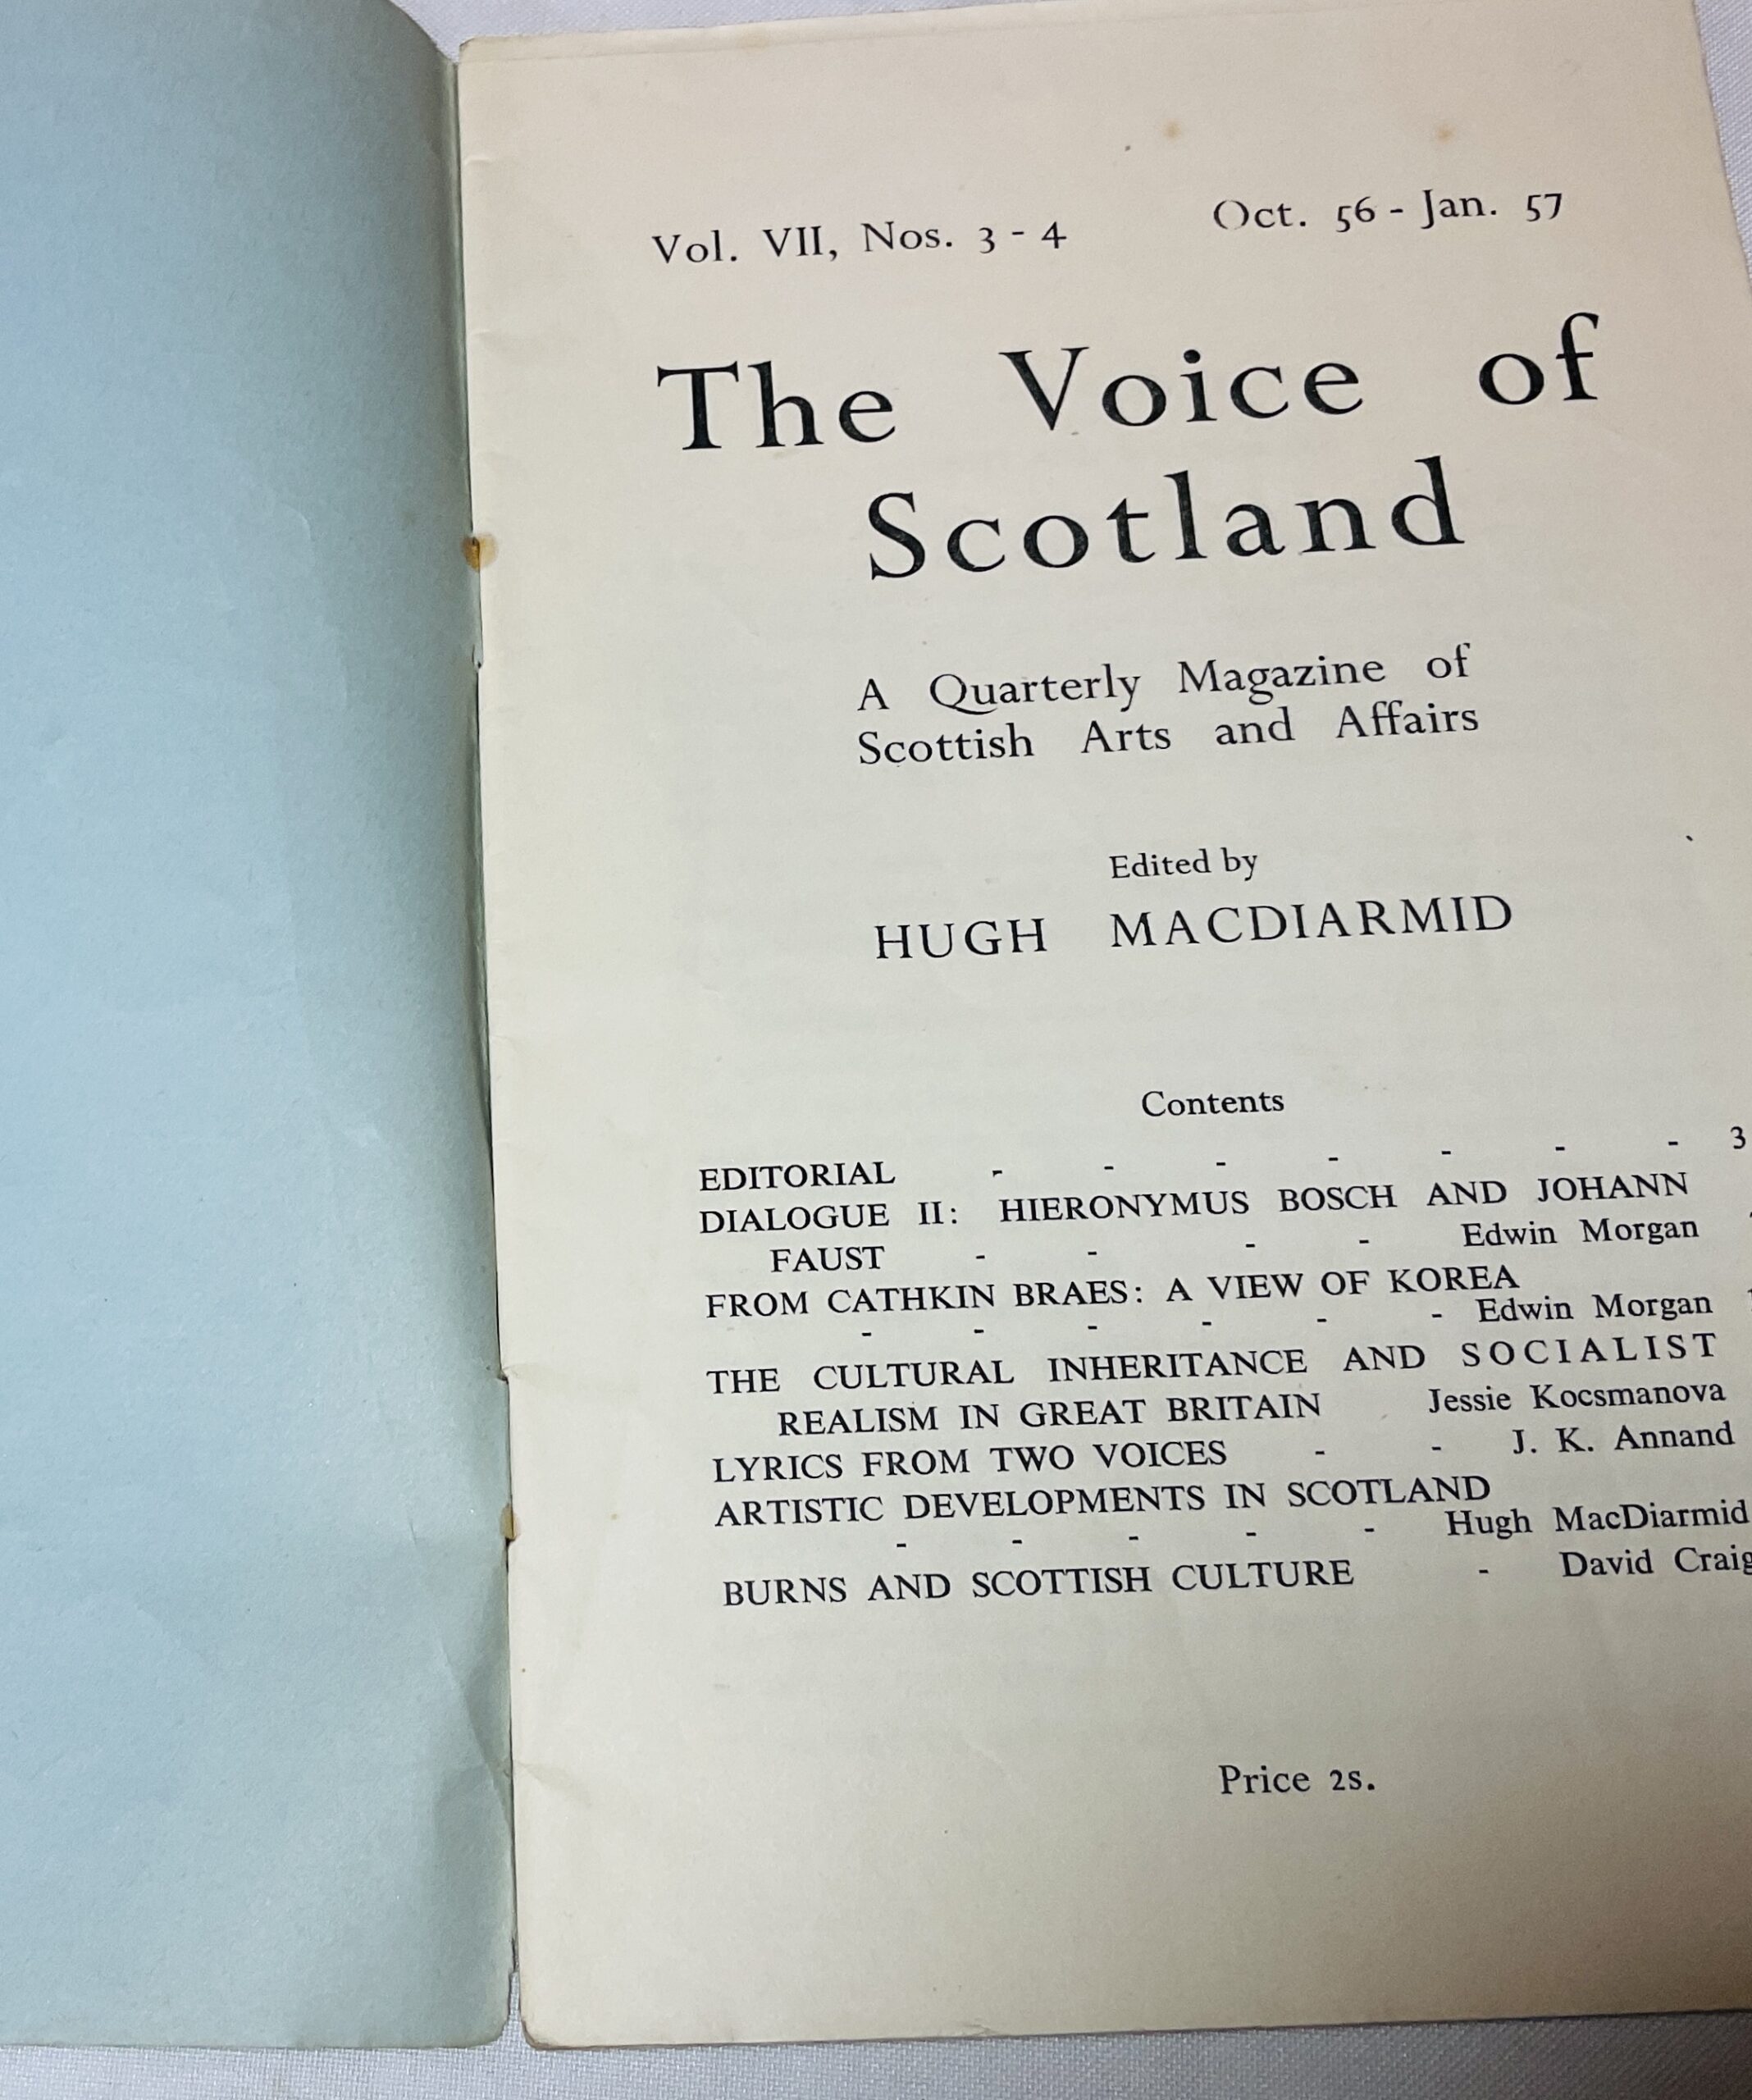 Vol. VII, Nos. 3 - 4 Oct. 56 - Jan. 57
The Voice of
Scotland
A Quarterly Magazine of
Scottish Arts and Affairs
Edited by
HUGH MACDIARMID
Contents
EDITORIAL - - - - - - - 3
DIALOGUE II: HIERONYMUS BOSCH AND JOHANN
FAUST - - - - Edwin Morgan
FROM CATHKIN BRAES: A VIEW OF KOREA
- - - - - - Edwin Morgan
THE CULTURAL INHERITANCE AND SOCIALIST
REALISM IN GREAT BRITAIN Jessie Kocsmanova
LYRICS FROM TWO VOICES - - J. K. Annand
ARTISTIC DEVELOPMENTS IN SCOTLAND
- - - - - Hugh MacDiarmid
BURNS AND SCOTTISH CULTURE - David Craig
Price 2s.